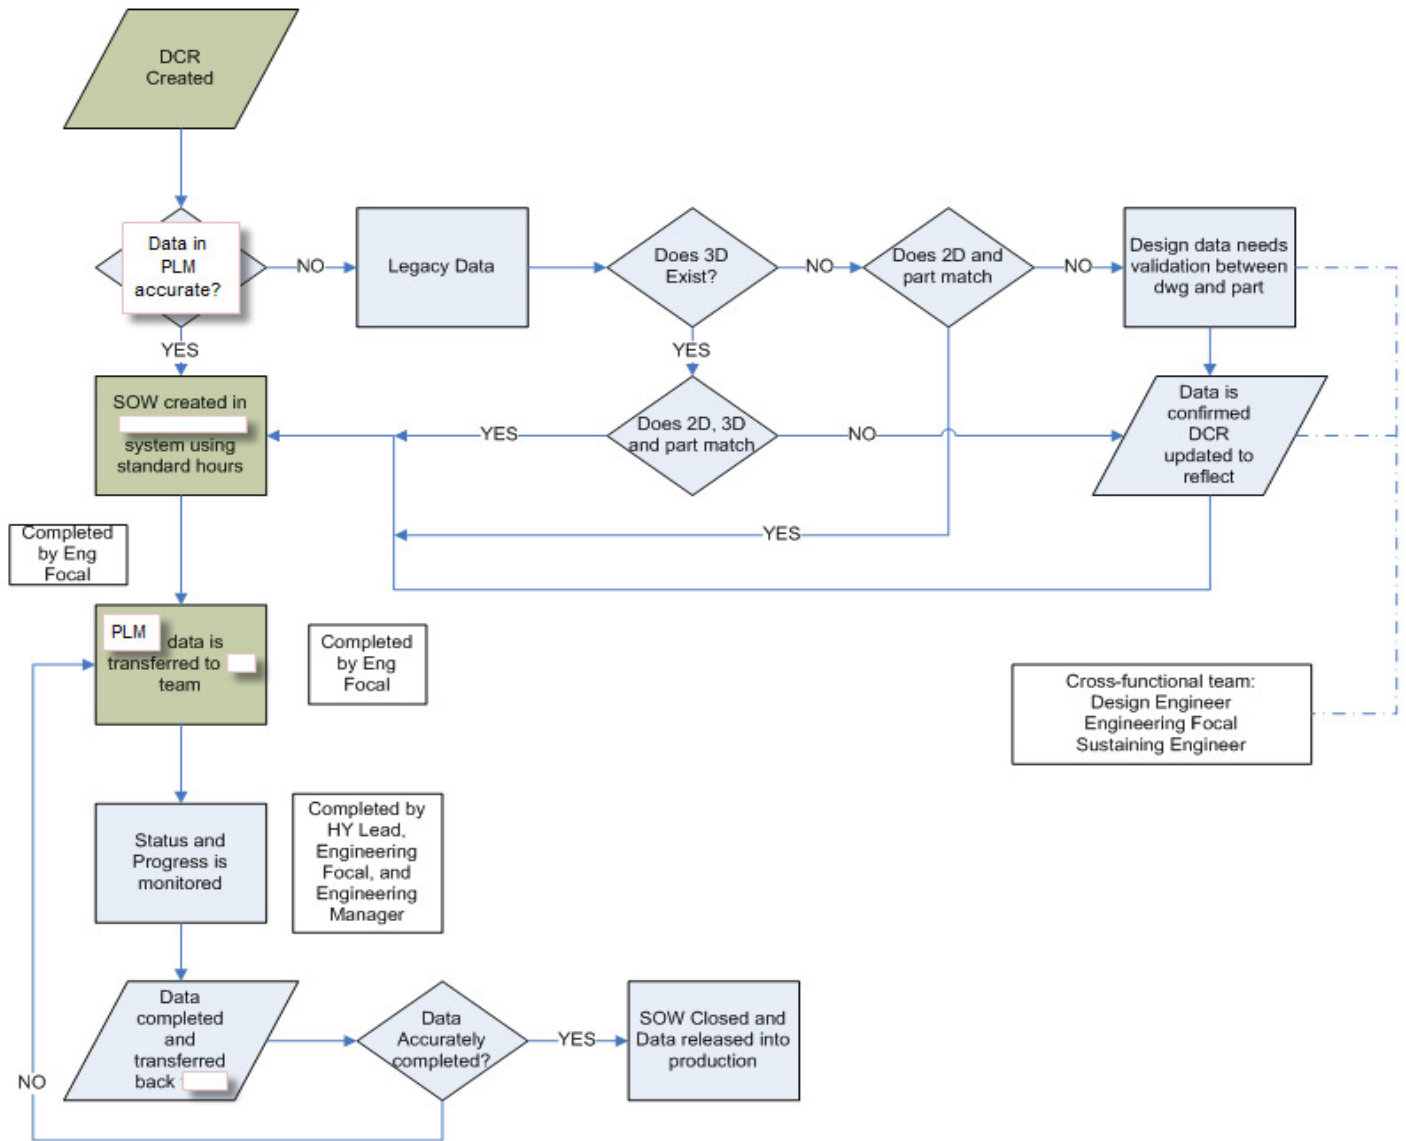 DCR
Created
Data in
PLM
accurate?
NO
Legacy Data
Does 3D
Exist?
NO
Does 2D and
part match
NO
Design data needs
validation between
dwg and part
YES
YES
SOW created in
system using
standard hours
YES
Does 2D, 3D
and part match
NO
Data is
confirmed
DCR
updated to
reflect
YES
Completed
by Eng
Focal
PLM
data is
transferred to
team
Completed
by Eng
Focal
Cross-functional team:
Design Engineer
Engineering Focal
Sustaining Engineer
Status and
Progress is
monitored
Completed by
HY Lead,
Engineering
Focal, and
Engineering
Manager
Data
completed
and
transferred
back
Data
Accurately
completed?
YES
SOW Closed and
Data released into
production
NO